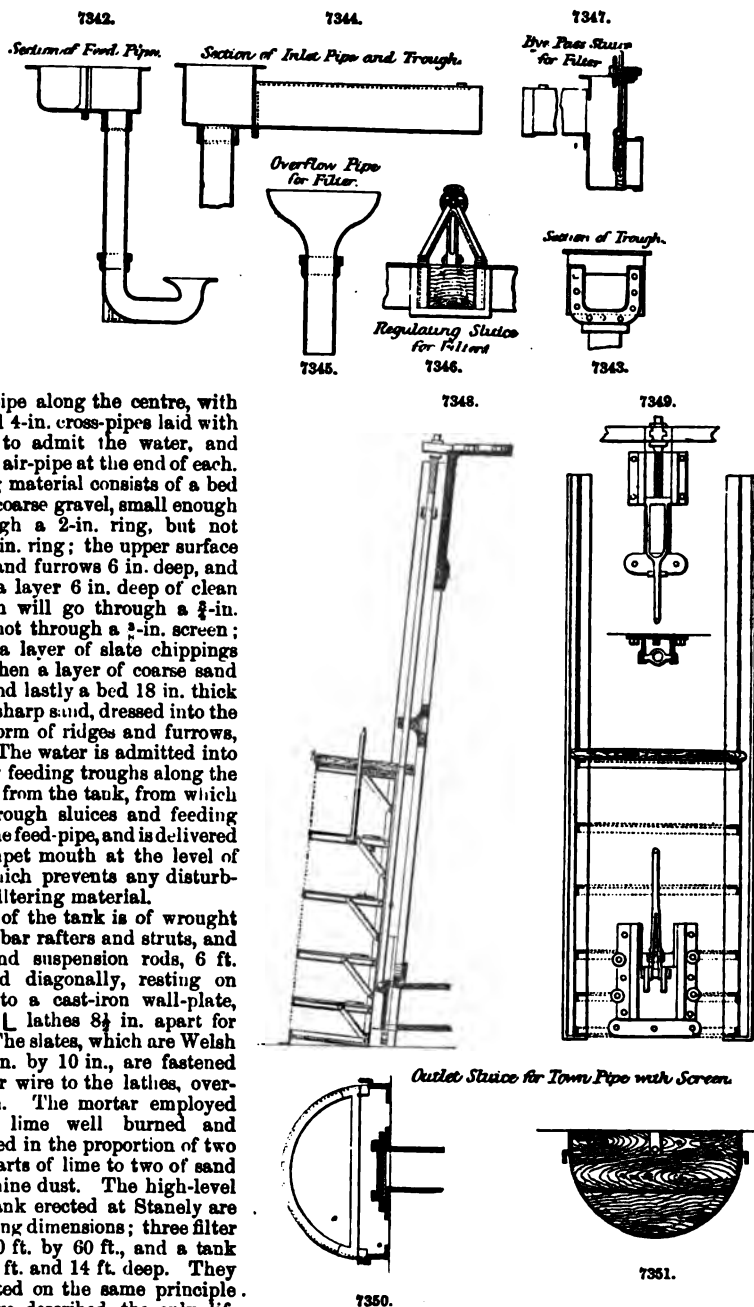 7342.
7344.
7347.
Section of Feed Pipes.
Section of Inlet Pipe and Trough.
Bye Pass Sluice
for Filter
Overflow Pipe
for Filter.
Section of Trough.
Regulating Sluice
for Filters
7345.
7346.
7343.
ipe along the centre, with
l 4-in. cross-pipes laid with
to admit the water, and
air-pipe at the end of each.
g material consists of a bed
coarse gravel, small enough
gh a 2-in. ring, but not
in. ring; the upper surface
and furrows 6 in. deep, and
a layer 6 in. deep of clean
h will go through a -in.
not through a -in. screen;
a layer of slate chippings
hen a layer of coarse sand
nd lastly a bed 18 in. thick
sharp sand, dressed into the
orm of ridges and furrows,
The water is admitted into
feeding troughs along the
from the tank, from which
rough sluices and feeding
he feed-pipe, and is delivered
pet mouth at the level of
hich prevents any disturb-
iltering material.
of the tank is of wrought
bar rafters and struts, and
nd suspension rods, 6 ft.
d diagonally, resting on
to a cast-iron wall-plate,
L lathes 8½ in. apart for
The slates, which are Welsh
n. by 10 in., are fastened
r wire to the lathes, over-
. The mortar employed
lime well burned and
ed in the proportion of two
arts of lime to two of sand
nine dust. The high-level
ank erected at Stanely are
ng dimensions; three filter
0 ft. by 60 ft., and a tank
ft. and 14 ft. deep. They
ted on the same principle.
described the only
7348.
7349.
Outlet Sluice for Town Pipe with Screen.
7350.
7351.